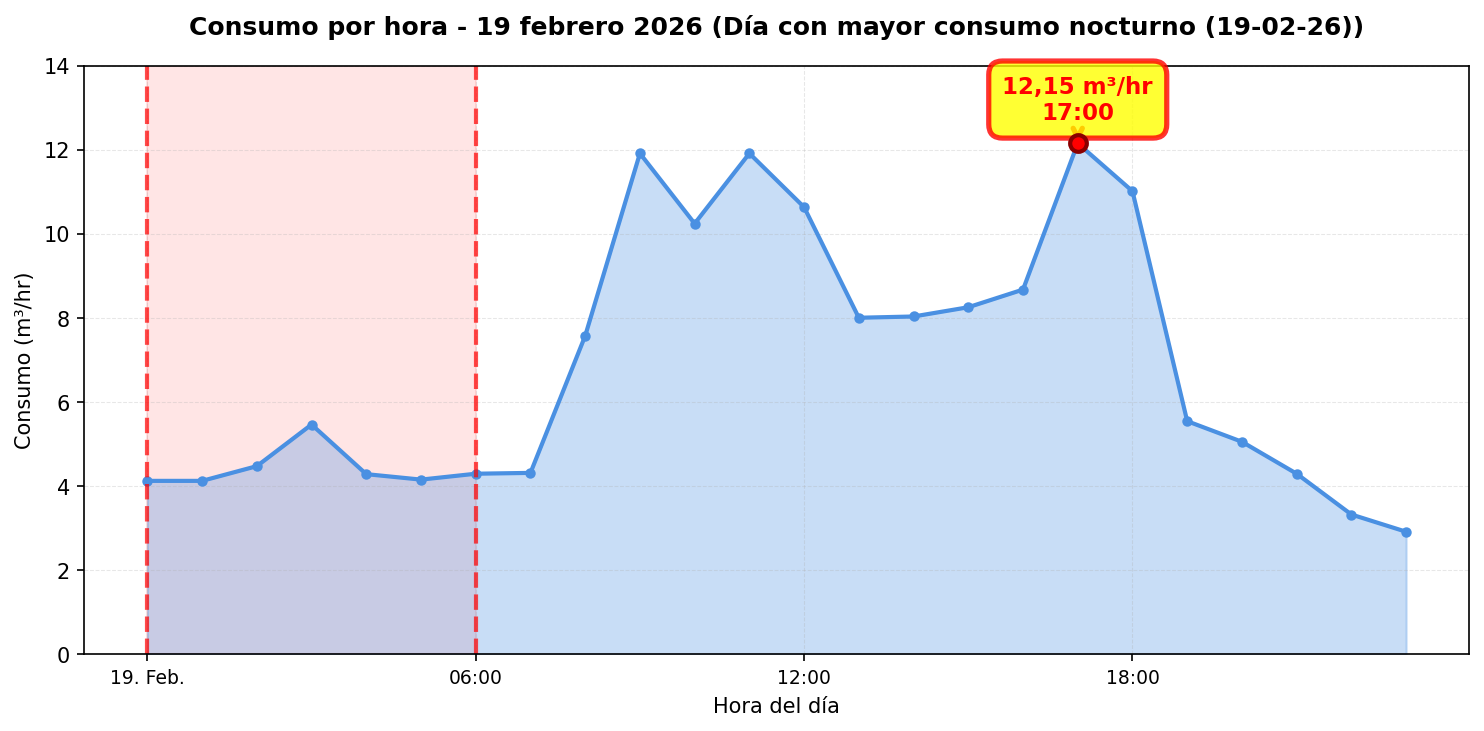 Consumo por hora - 19 febrero 2026 (Día con mayor consumo nocturno (19-02-26))
12,15 m³/hr
17:00
Consumo (m³/hr)
14
12
10
8
6
4
2
0
19. Feb.
06:00
12:00
18:00
Hora del día